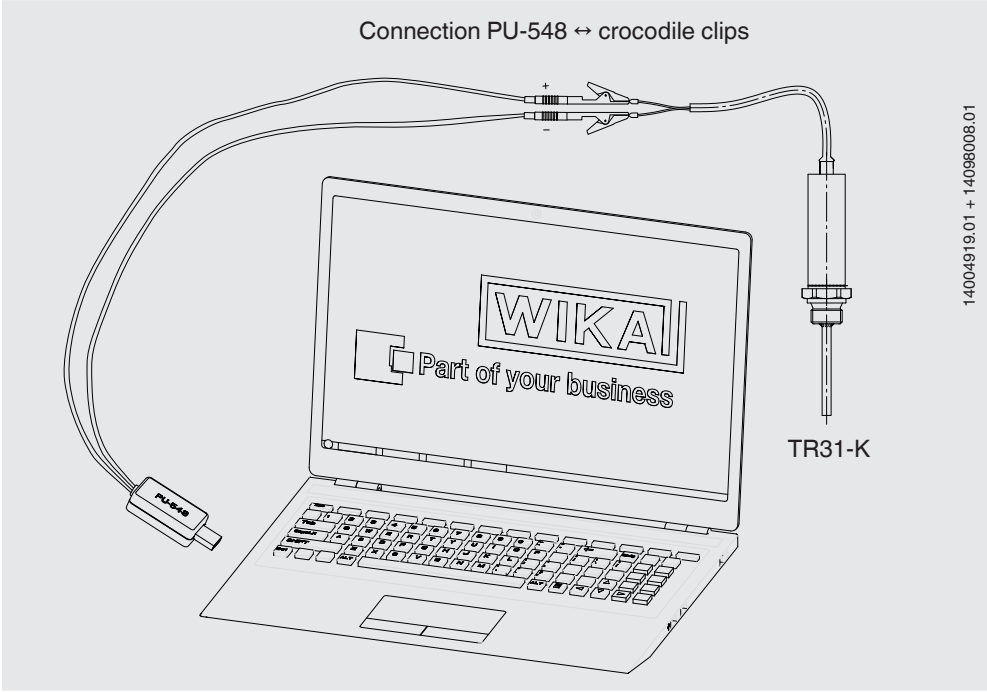 Connection PU-548 ↔ crocodile clips
+
–
14004919.01 + 14098008.01
WIKA
Part of your business
TR31-K
PU-548